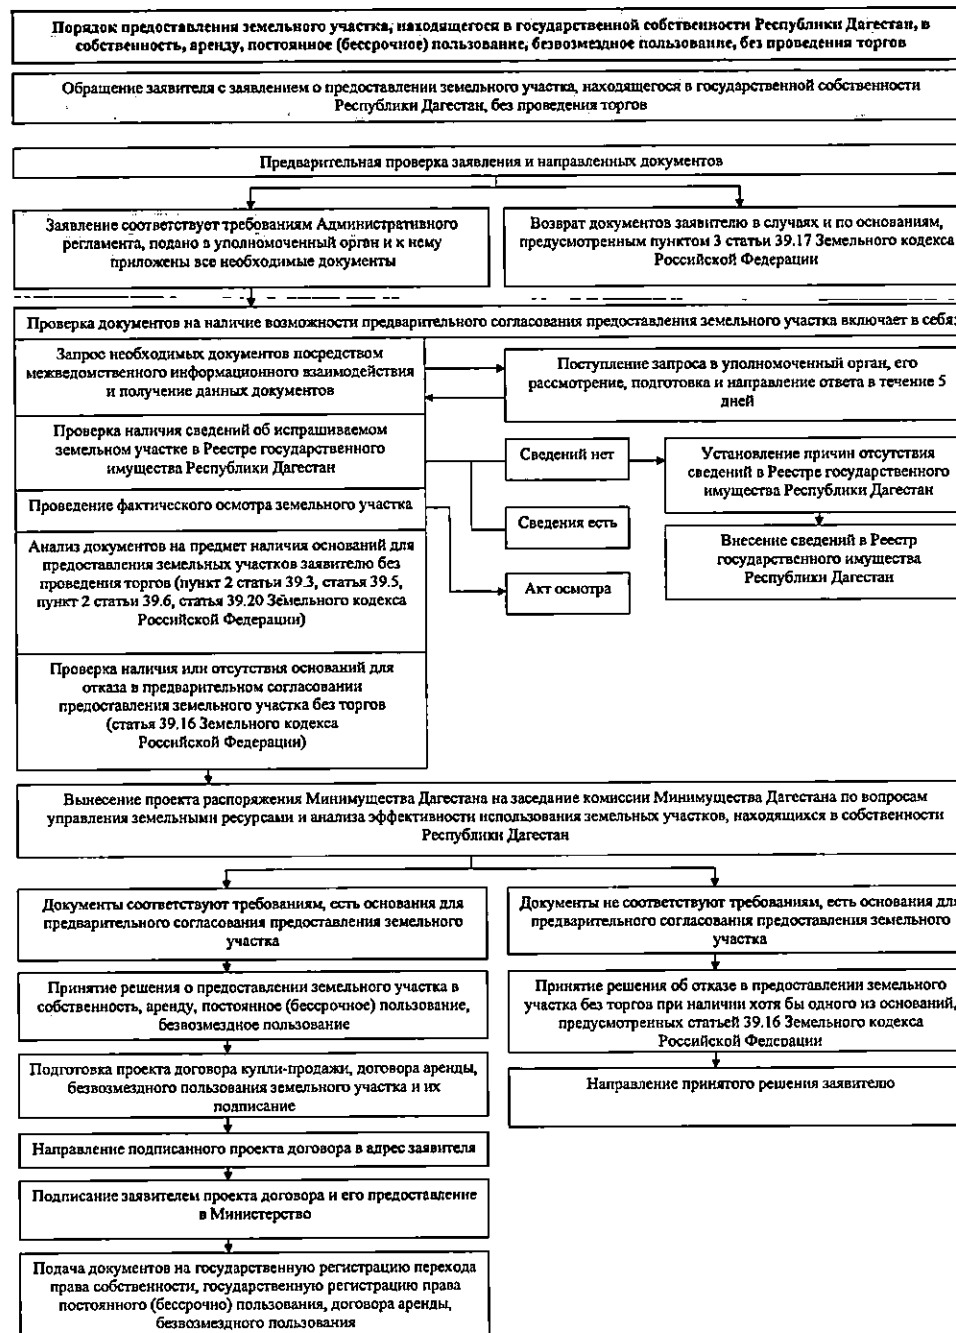 Порядок предоставления земельного участка, находящегося в государственной собственности Республики Дагестан, в
собственность, аренду, постоянное (бессрочное) пользование, безвозмездное пользование, без проведения торгов
Обращение заявителя с заявлением о предоставлении земельного участка, находящегося в государственной собственности
Республики Дагестан, без проведения торгов
Предварительная проверка заявления и направленных документов
Заявление соответствует требованиям Административного
регламента, подано в уполномоченный орган и к нему
приложены все необходимые документы
Возврат документов заявителю в случаях и по основаниям,
предусмотренным пунктом 3 статьи 39.17 Земельного кодекса
Российской Федерации
Проверка документов на наличие возможности предварительного согласования предоставления земельного участка включает в себя:
Запрос необходимых документов посредством
межведомственного информационного взаимодействия
и получение данных документов
Поступление запроса в уполномоченный орган, его
рассмотрение, подготовка и направление ответа в течение 5
дней
Проверка наличия сведений об испрашиваемом
земельном участке в Реестре государственного
имущества Республики Дагестан
Сведений нет
Установление причин отсутствия
сведений в Реестре государственного
имущества Республики Дагестан
Проведение фактического осмотра земельного участка
Сведения есть
Внесение сведений в Реестр
государственного имущества
Республики Дагестан
Анализ документов на предмет наличия оснований для
предоставления земельных участков заявителю без
проведения торгов (пункт 2 статьи 39.3, статья 39.5,
пункт 2 статьи 39.6, статья 39.20 Земельного кодекса
Российской Федерации)
Акт осмотра
Проверка наличия или отсутствия оснований для
отказа в предварительном согласовании
предоставления земельного участка без торгов
(статья 39.16 Земельного кодекса
Российской Федерации)
Вынесение проекта распоряжения Минимущества Дагестана на заседание комиссии Минимущества Дагестана по вопросам
управления земельными ресурсами и анализа эффективности использования земельных участков, находящихся в собственности
Республики Дагестан
Документы соответствуют требованиям, есть основания для
предварительного согласования предоставления земельного
участка
Документы не соответствуют требованиям, есть основания для
предварительного согласования предоставления земельного
участка
Принятие решения о предоставлении земельного участка в
собственность, аренду, постоянное (бессрочное) пользование,
безвозмездное пользование
Принятие решения об отказе в предоставлении земельного
участка без торгов при наличии хотя бы одного из оснований,
предусмотренных статьей 39.16 Земельного кодекса
Российской Федерации
Подготовка проекта договора купли-продажи, договора аренды,
безвозмездного пользования земельного участка и их
подписание
Направление принятого решения заявителю
Направление подписанного проекта договора в адрес заявителя
Подписание заявителем проекта договора и его предоставление
в Министерство
Подача документов на государственную регистрацию перехода
права собственности, государственную регистрацию права
постоянного (бессрочно) пользования, договора аренды,
безвозмездного пользования